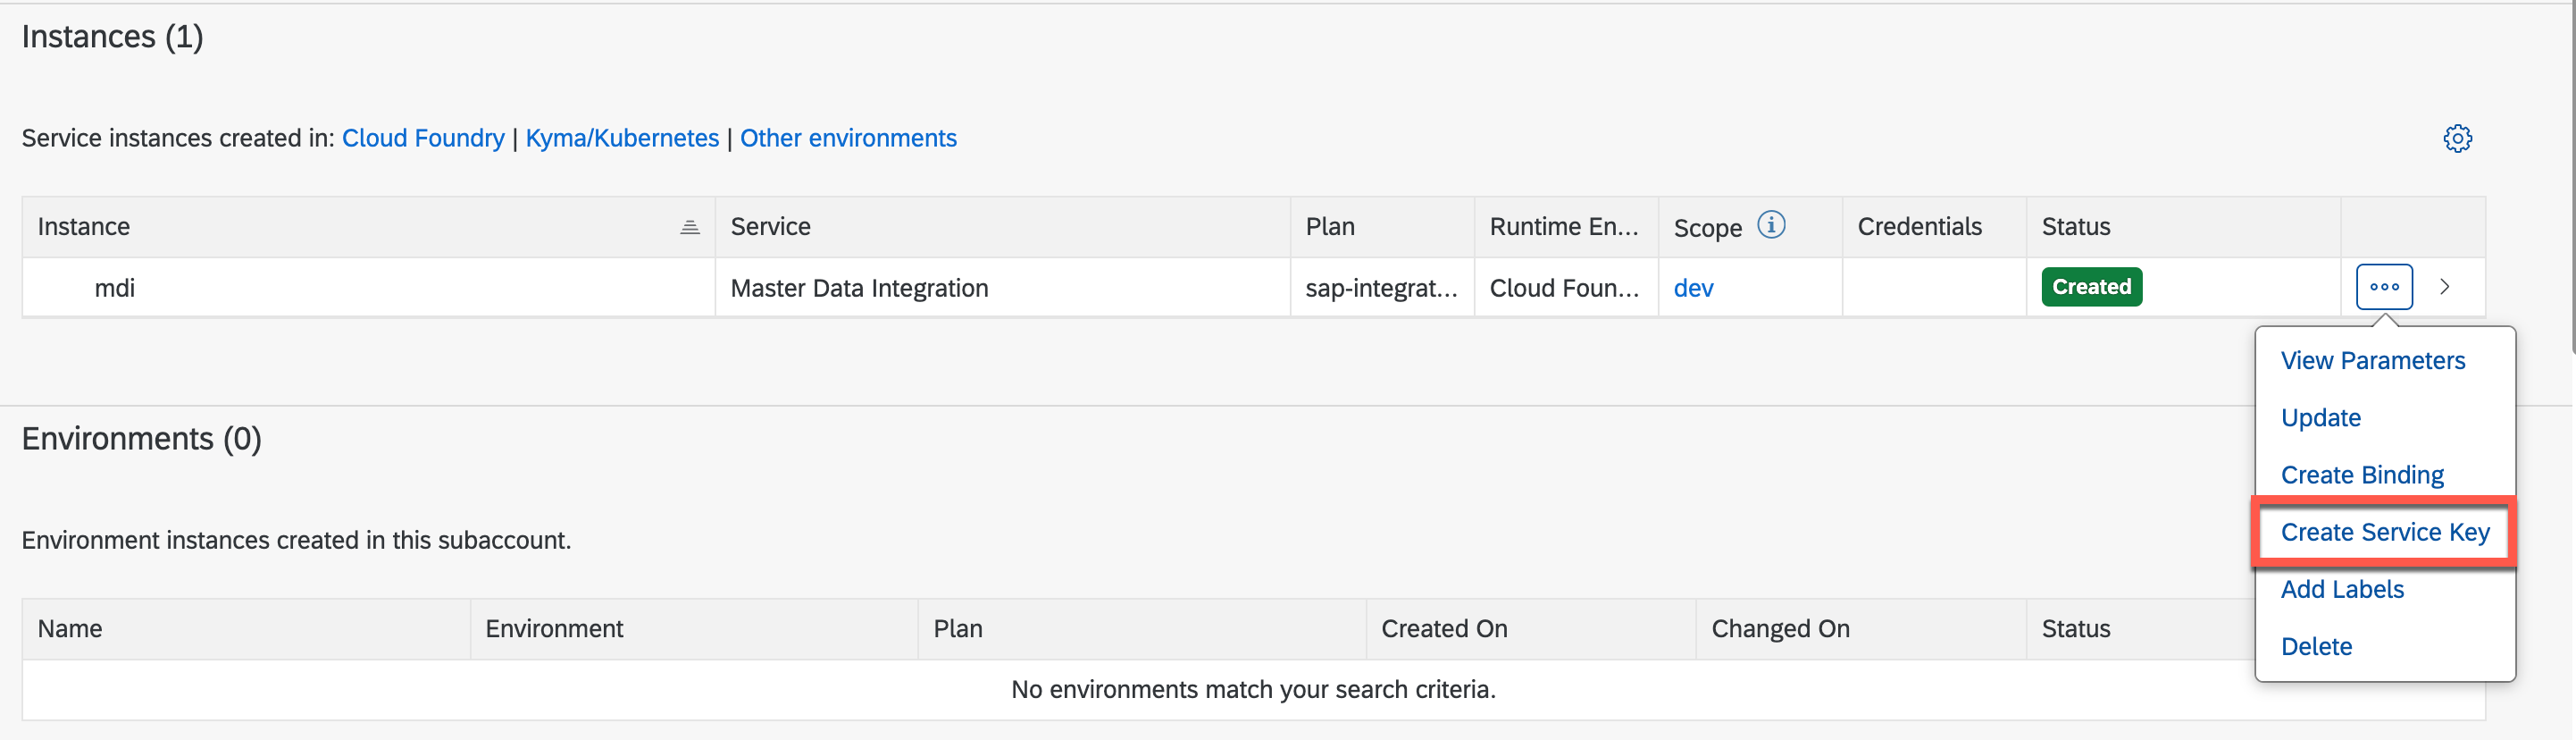 Instances (1)
Service instances created in: Cloud Foundry | Kyma/Kubernetes | Other environments
Instance Service Plan Runtime En... Scope Credentials Status
mdi Master Data Integration sap-integrat... Cloud Foun... dev Created
View Parameters
Update
Create Binding
Create Service Key
Add Labels
Delete
Environments (0)
Environment instances created in this subaccount.
Name Environment Plan Created On Changed On Status
No environments match your search criteria.